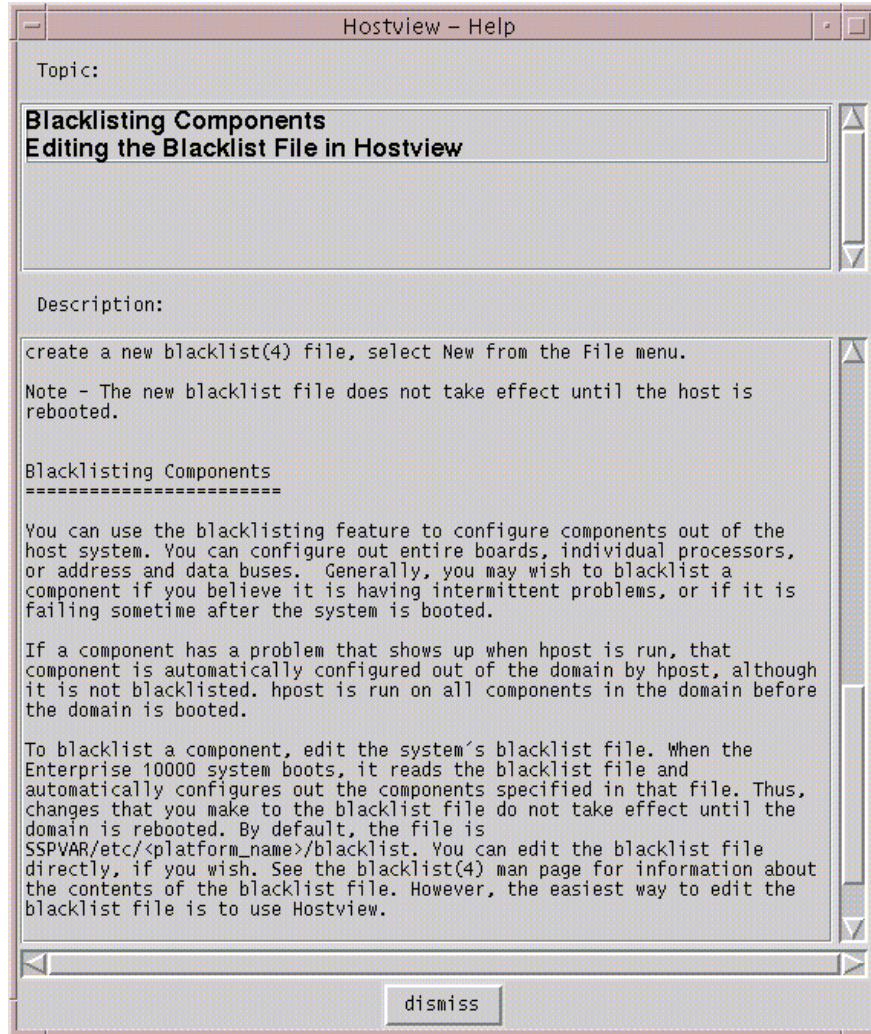 Hostview – Help
Topic:
Blacklisting Components
Editing the Blacklist File in Hostview
Description:
create a new blacklist(4) file, select New from the File menu.
Note - The new blacklist file does not take effect until the host is
rebooted.
Blacklisting Components
========================
You can use the blacklisting feature to configure components out of the
host system. You can configure out entire boards, individual processors,
or address and data buses.  Generally, you may wish to blacklist a
component if you believe it is having intermittent problems, or if it is
failing sometime after the system is booted.
If a component has a problem that shows up when hpost is run, that
component is automatically configured out of the domain by hpost, although
it is not blacklisted. hpost is run on all components in the domain before
the domain is booted.
To blacklist a component, edit the system´s blacklist file. When the
Enterprise 10000 system boots, it reads the blacklist file and
automatically configures out the components specified in that file. Thus,
changes that you make to the blacklist file do not take effect until the
domain is rebooted. By default, the file is
SSPVAR/etc/<platform_name>/blacklist. You can edit the blacklist file
directly, if you wish. See the blacklist(4) man page for information about
the contents of the blacklist file. However, the easiest way to edit the
blacklist file is to use Hostview.
dismiss